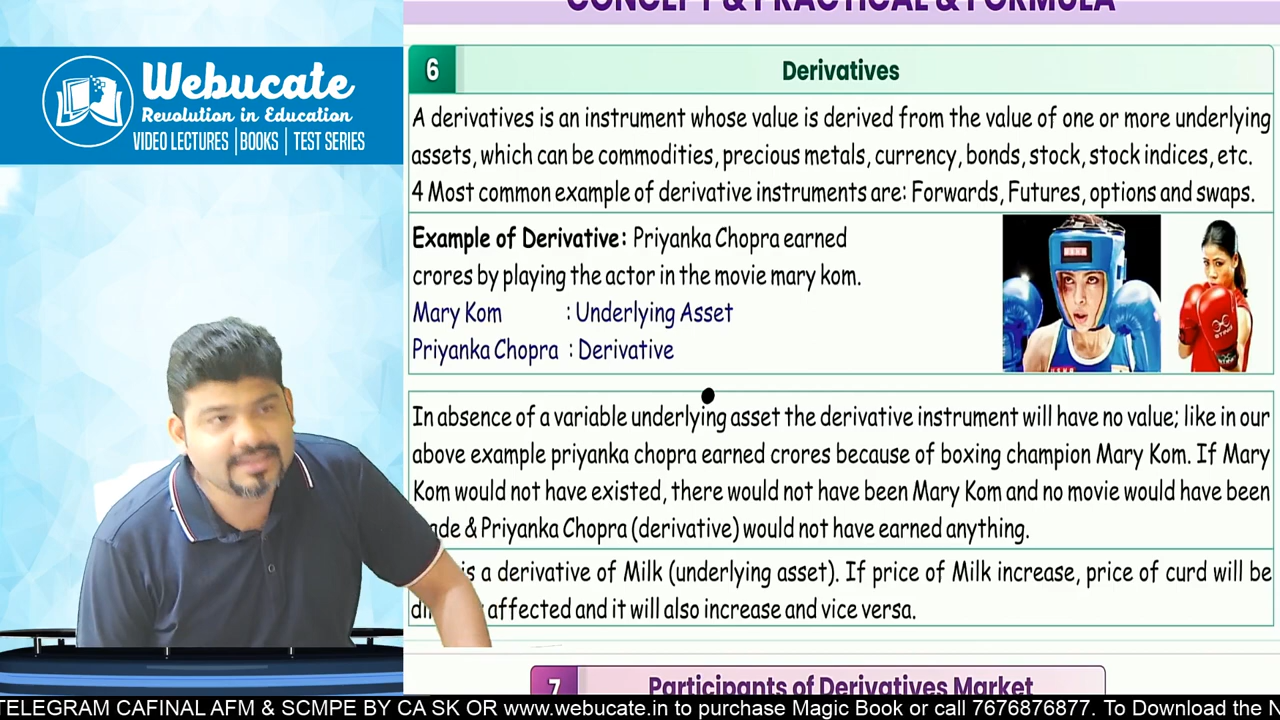 CONCEPT & PRACTICAL & FORMULA
Webucate
Revolution in Education
VIDEO LECTURES | BOOKS | TEST SERIES
6
Derivatives
A derivatives is an instrument whose value is derived from the value of one or more underlying
assets, which can be commodities, precious metals, currency, bonds, stock, stock indices, etc.
4 Most common example of derivative instruments are: Forwards, Futures, options and swaps.
Example of Derivative: Priyanka Chopra earned
crores by playing the actor in the movie mary kom.
Mary Kom : Underlying Asset
Priyanka Chopra : Derivative
In absence of a variable underlying asset the derivative instrument will have no value; like in our
above example priyanka chopra earned crores because of boxing champion Mary Kom. If Mary
Kom would not have existed, there would not have been Mary Kom and no movie would have been
ade & Priyanka Chopra (derivative) would not have earned anything.
is a derivative of Milk (underlying asset). If price of Milk increase, price of curd will be
affected and it will also increase and vice versa.
7
Participants of Derivatives Market
TELEGRAM CAFINAL AFM & SCMPE BY CA SK OR www.webucate.in to purchase Magic Book or call 7676876877. To Download the N